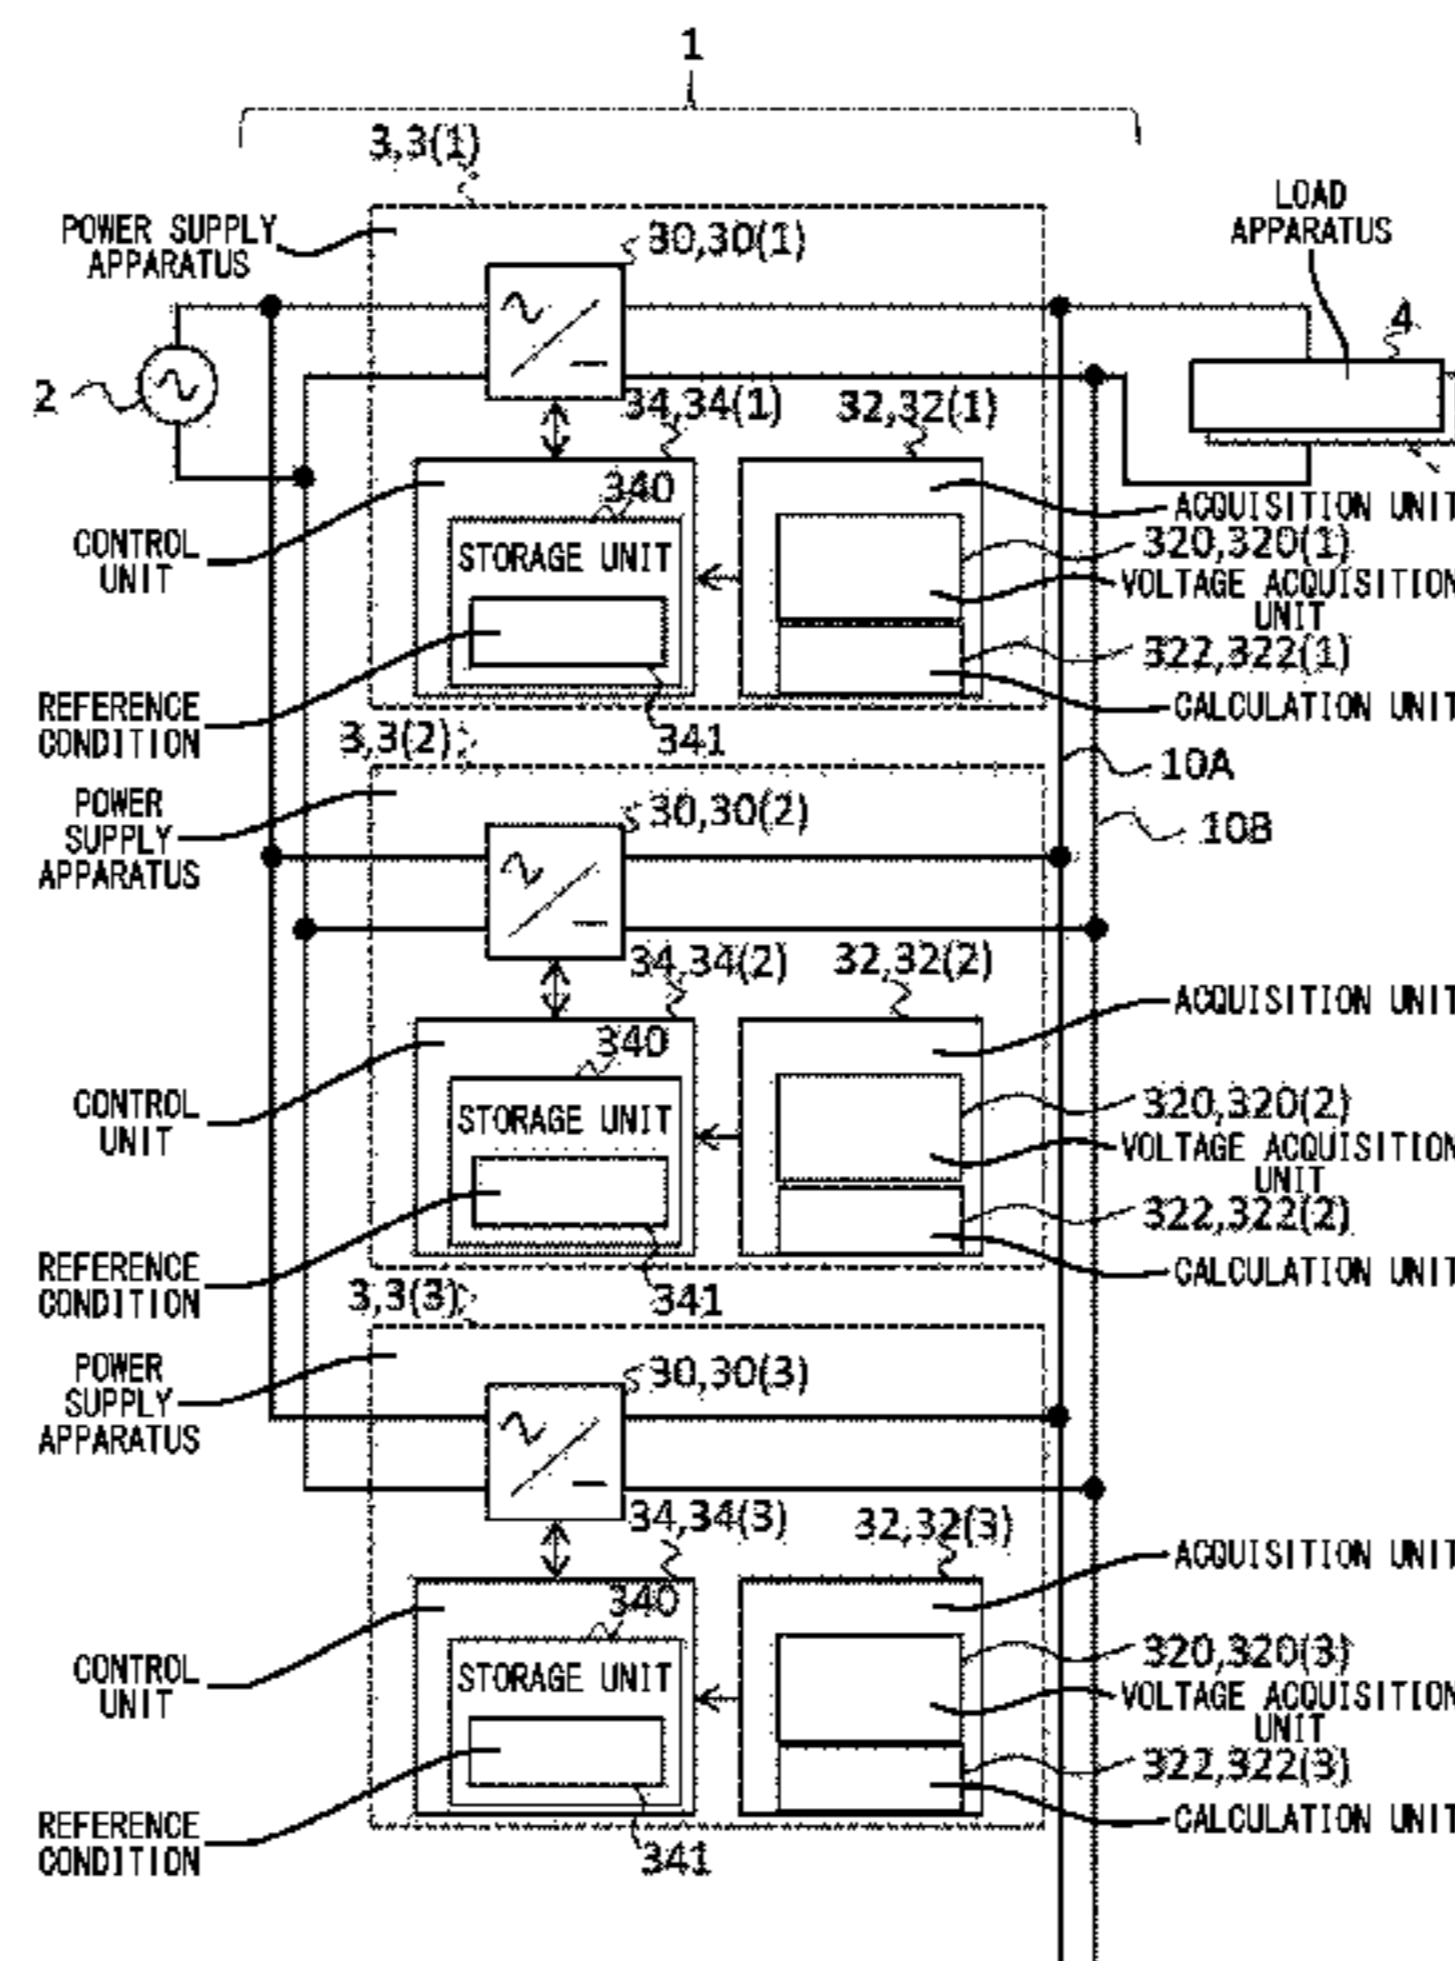 1
3,3(1)
POWER SUPPLY
APPARATUS
30,30(1)
LOAD
APPARATUS
4
2
34,34(1)
32,32(1)
340
CONTROL
UNIT
STORAGE UNIT
ACQUISITION UNIT
320,320(1)
VOLTAGE ACQUISITION
UNIT
322,322(1)
CALCULATION UNIT
REFERENCE
CONDITION
341
3,3(2)
10A
10B
POWER
SUPPLY
APPARATUS
30,30(2)
34,34(2)
32,32(2)
340
CONTROL
UNIT
STORAGE UNIT
ACQUISITION UNIT
320,320(2)
VOLTAGE ACQUISITION
UNIT
322,322(2)
CALCULATION UNIT
REFERENCE
CONDITION
341
3,3(3)
POWER
SUPPLY
APPARATUS
30,30(3)
34,34(3)
32,32(3)
340
CONTROL
UNIT
STORAGE UNIT
ACQUISITION UNIT
320,320(3)
VOLTAGE ACQUISITION
UNIT
322,322(3)
CALCULATION UNIT
REFERENCE
CONDITION
341